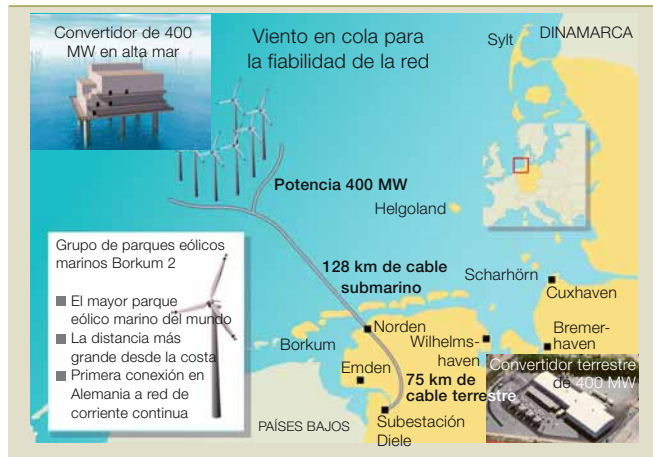 Convertidor de 400
MW en alta mar
Viento en cola para
la fiabilidad de la red
Sylt
DINAMARCA
Potencia 400 MW
Helgoland
128 km de cable
submarino
Scharhörn
Cuxhaven
Grupo de parques eólicos
marinos Borkum 2
■ El mayor parque
eólico marino del mundo
■ La distancia más
grande desde la costa
■ Primera conexión en
Alemania a red de
corriente continua
Norden
Borkum
Wilhelms-
haven
Bremer-
haven
Emden
75 km de
cable terrestre
Convertidor terrestre
de 400 MW
PAÍSES BAJOS
Subestación
Diele